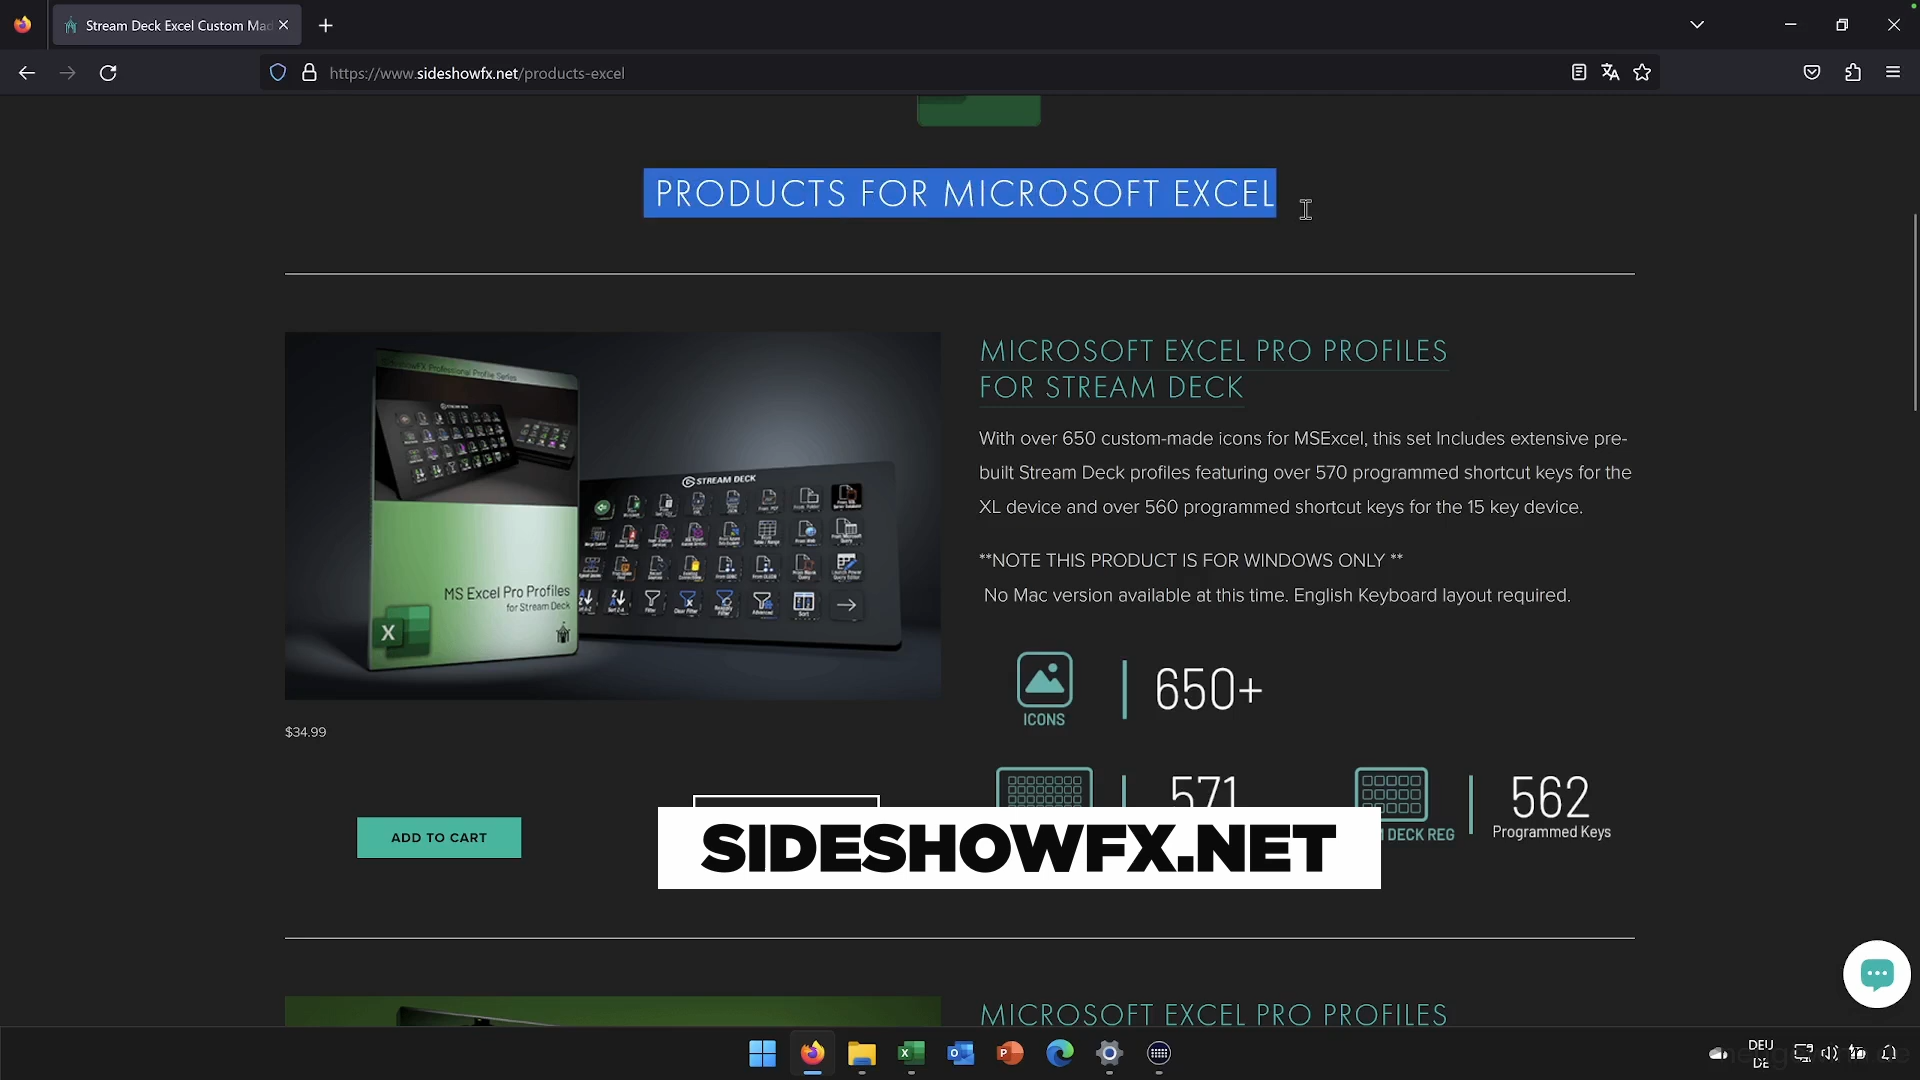 Stream Deck Excel Custom Mad
https://www.sideshowfx.net/products-excel
PRODUCTS FOR MICROSOFT EXCEL
SideshowFX Professional Profile Series
STREAM DECK
MS Excel Pro Profiles
for Stream Deck
X
MICROSOFT EXCEL PRO PROFILES
FOR STREAM DECK
With over 650 custom-made icons for MSExcel, this set Includes extensive pre-
built Stream Deck profiles featuring over 570 programmed shortcut keys for the
XL device and over 560 programmed shortcut keys for the 15 key device.
**NOTE THIS PRODUCT IS FOR WINDOWS ONLY **
No Mac version available at this time. English Keyboard layout required.
ICONS
650+
$34.99
571
562
Programmed Keys
M DECK REG
ADD TO CART
SIDESHOWFX.NET
MICROSOFT EXCEL PRO PROFILES
DEU
DE